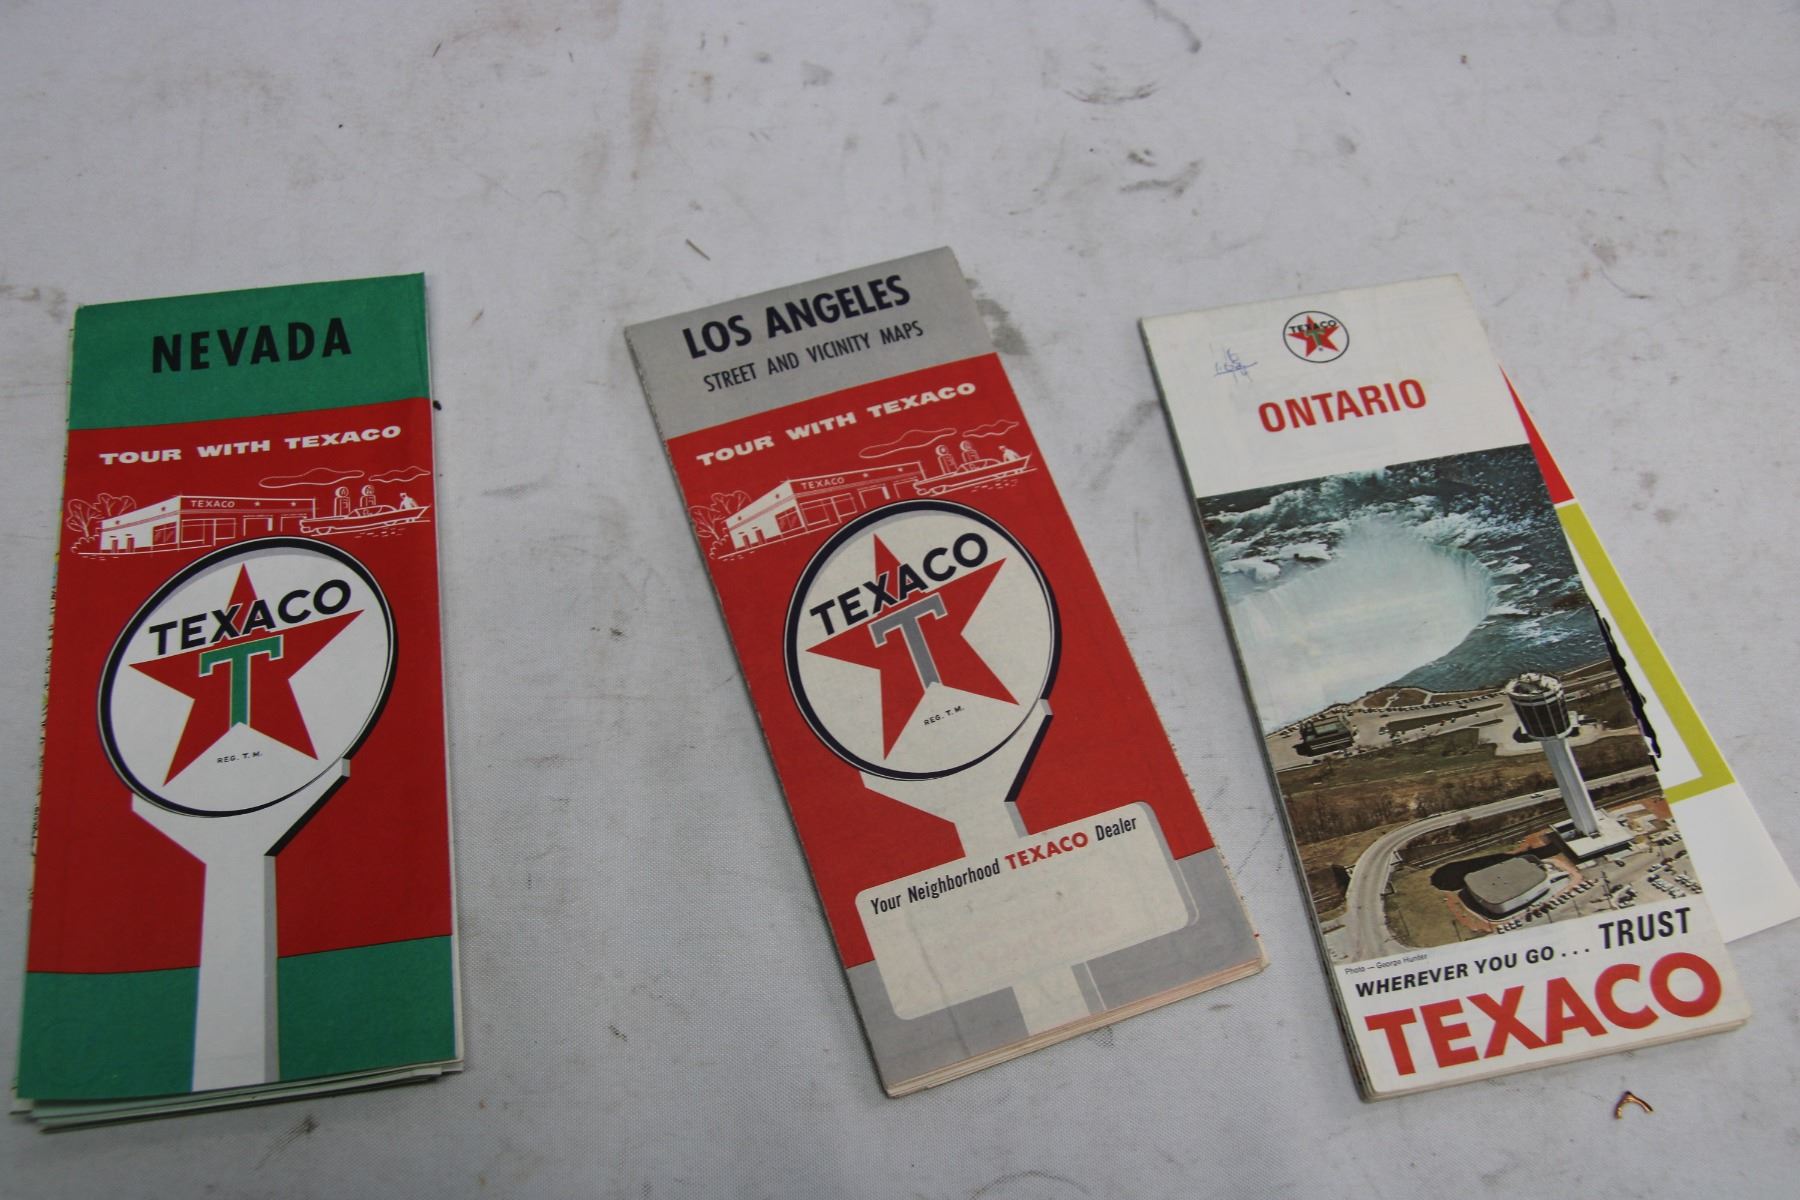 NEVADA
TOUR WITH TEXACO
TEXACO
TEXACO
T
REG. T.M.
LOS ANGELES
STREET AND VICINITY MAPS
TOUR WITH TEXACO
TEXACO
TEXACO
T
REG. T.M.
Your Neighborhood TEXACO Dealer
TEXACO
T
ONTARIO
Photo — George Hunter
WHEREVER YOU GO... TRUST
TEXACO